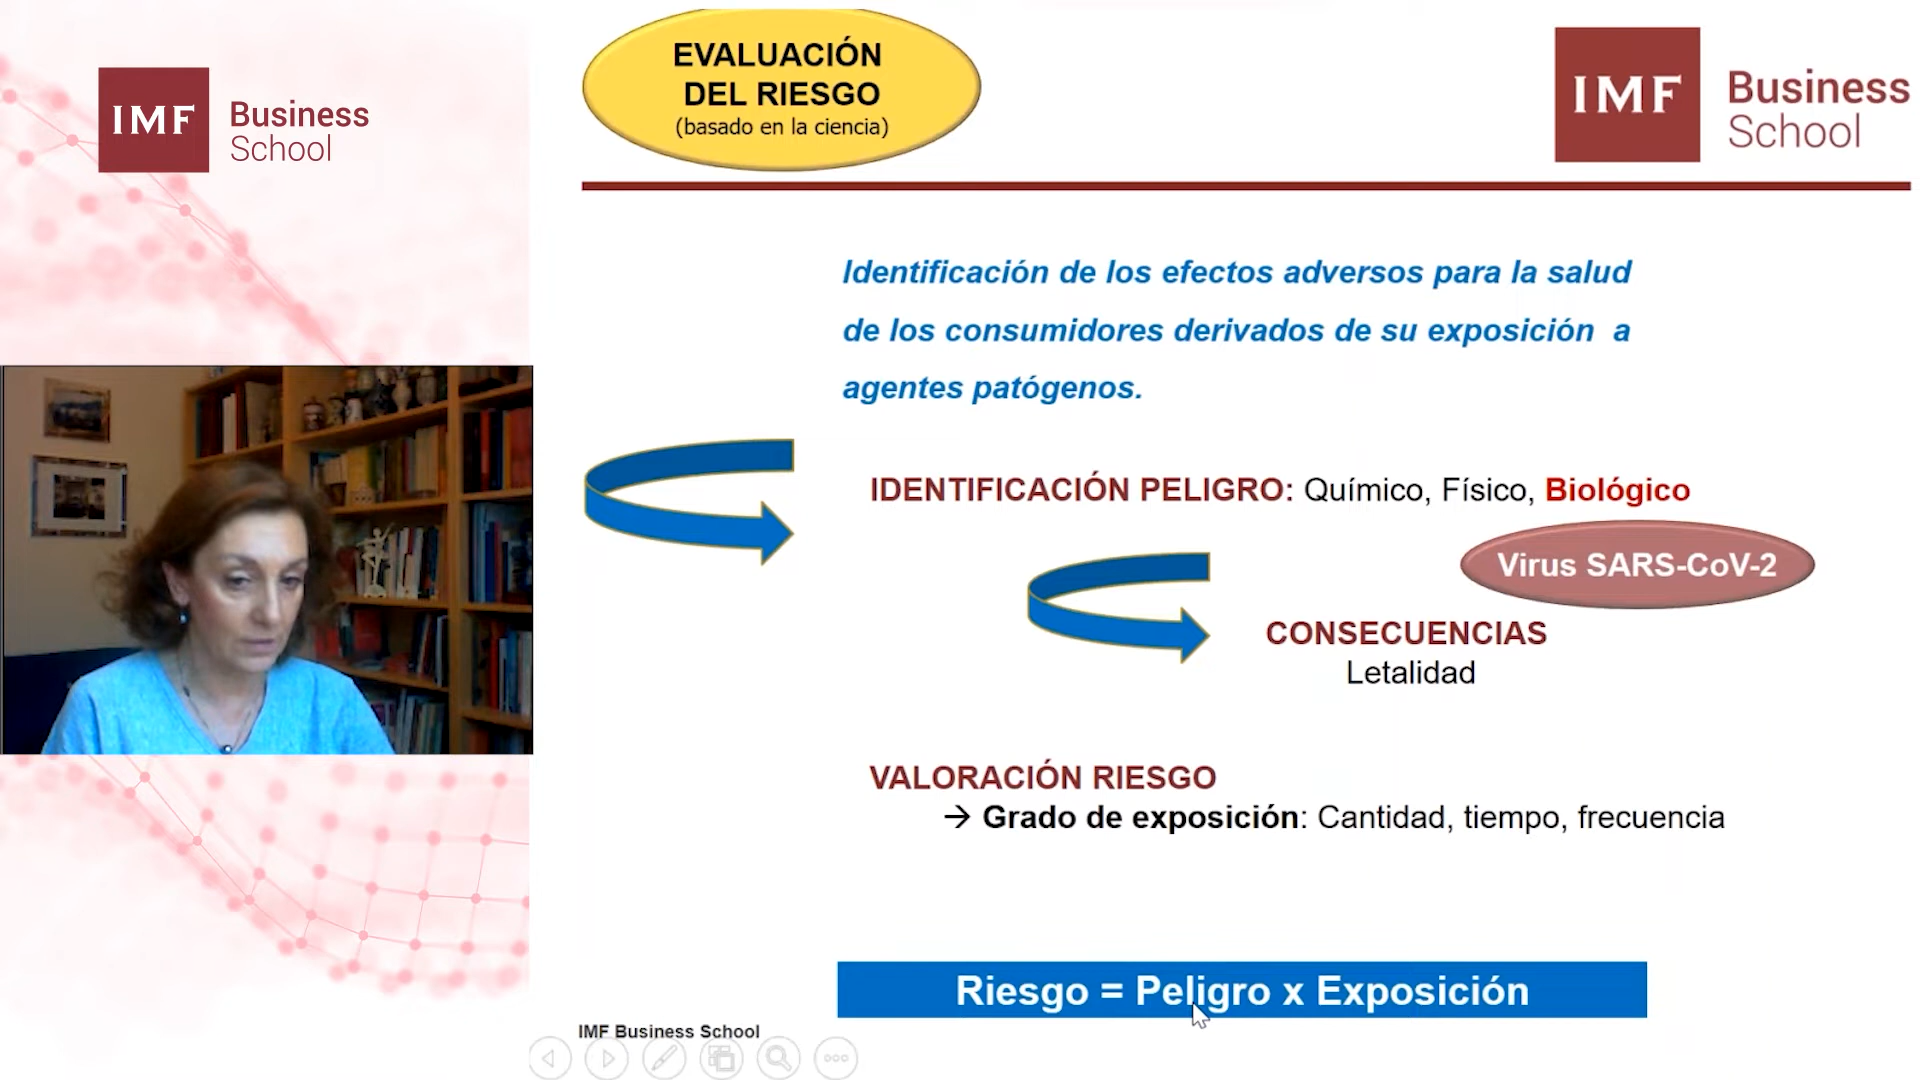 IMF Business
School
EVALUACIÓN
DEL RIESGO
(basado en la ciencia)
IMF Business
School
Identificación de los efectos adversos para la salud
de los consumidores derivados de su exposición a
agentes patógenos.
IDENTIFICACIÓN PELIGRO: Químico, Físico, Biológico
Virus SARS-CoV-2
CONSECUENCIAS
Letalidad
VALORACIÓN RIESGO
→ Grado de exposición: Cantidad, tiempo, frecuencia
Riesgo = Peligro x Exposición
IMF Business School